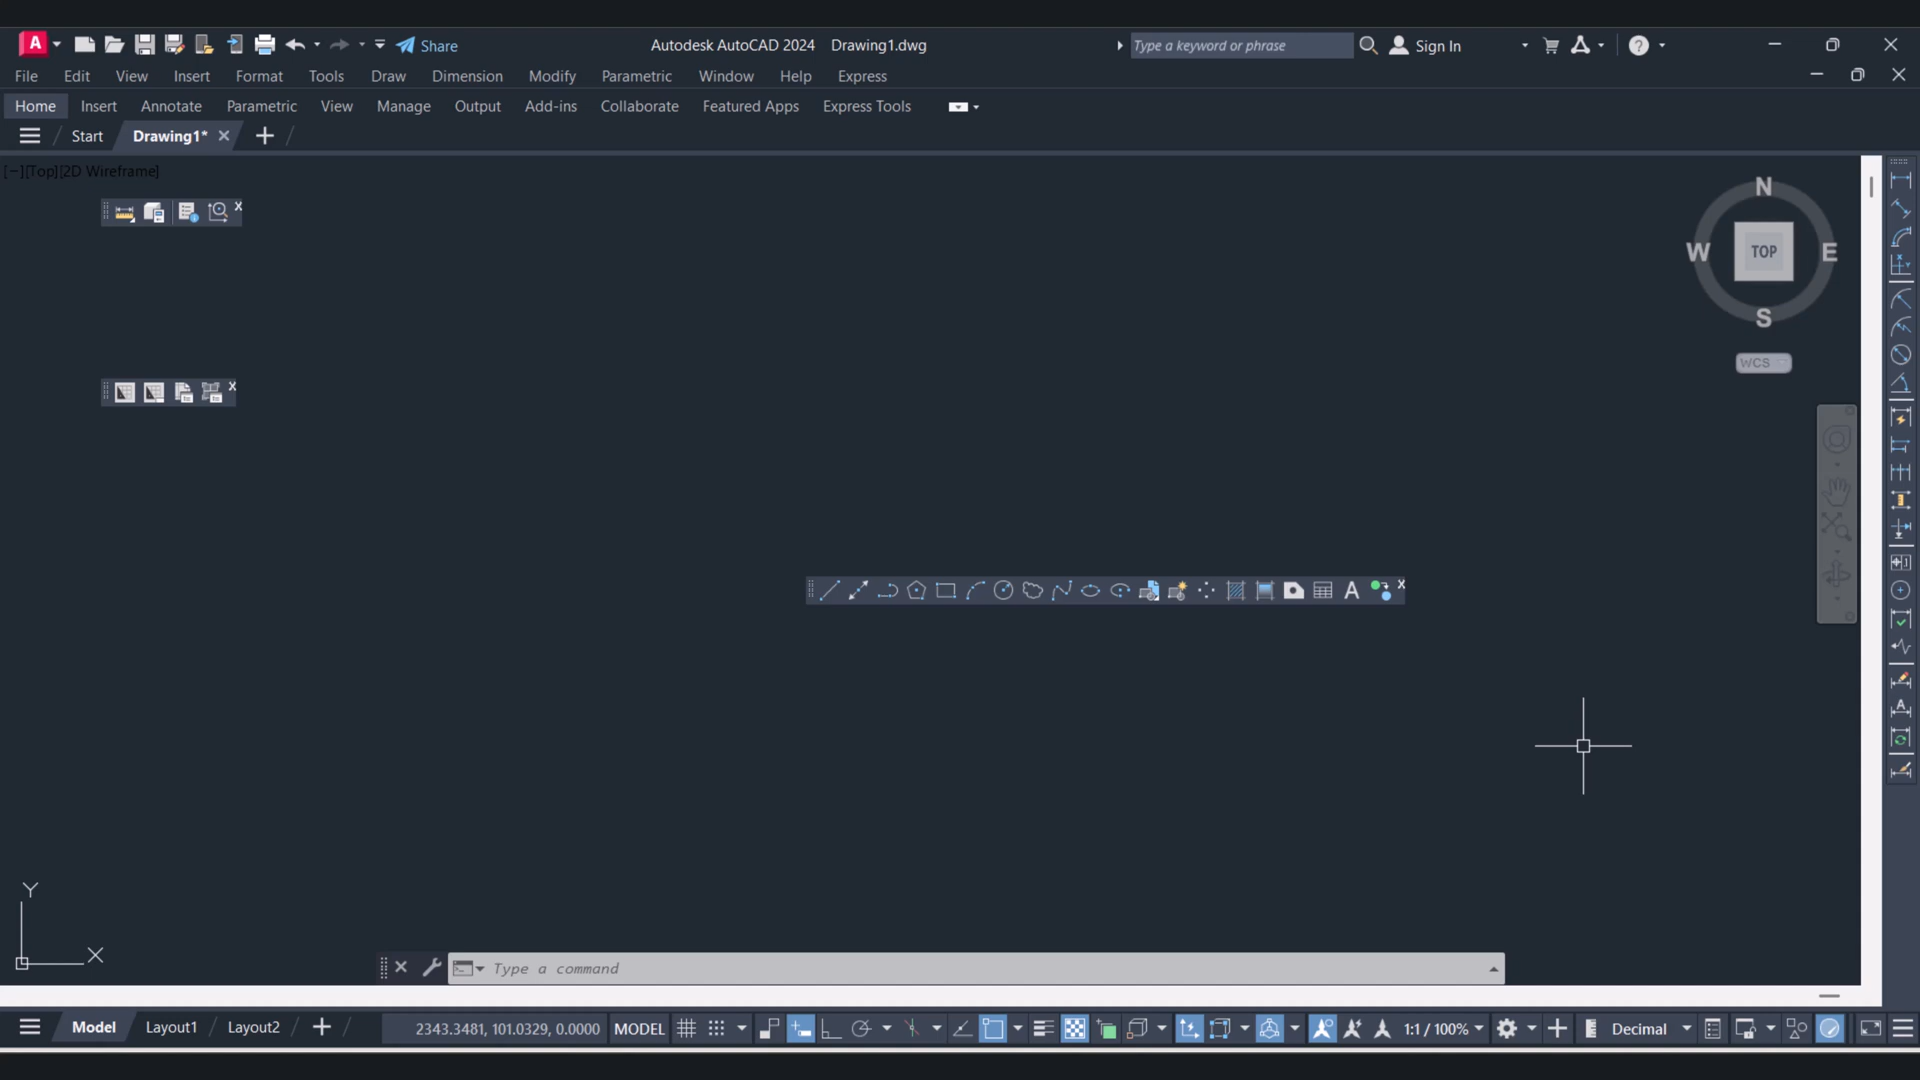 A Share Autodesk AutoCAD 2024 Drawing1.dwg Type a keyword or phrase Sign In ?
File Edit View Insert Format Tools Draw Dimension Modify Parametric Window Help Express
Home Insert Annotate Parametric View Manage Output Add-ins Collaborate Featured Apps Express Tools
Start Drawing1*
[−][Top][2D Wireframe]
N
W TOP E
S
WCS
A
Y
X
Type a command
Model Layout1 Layout2 2343.3481, 101.0329, 0.0000 MODEL 1:1 / 100% Decimal